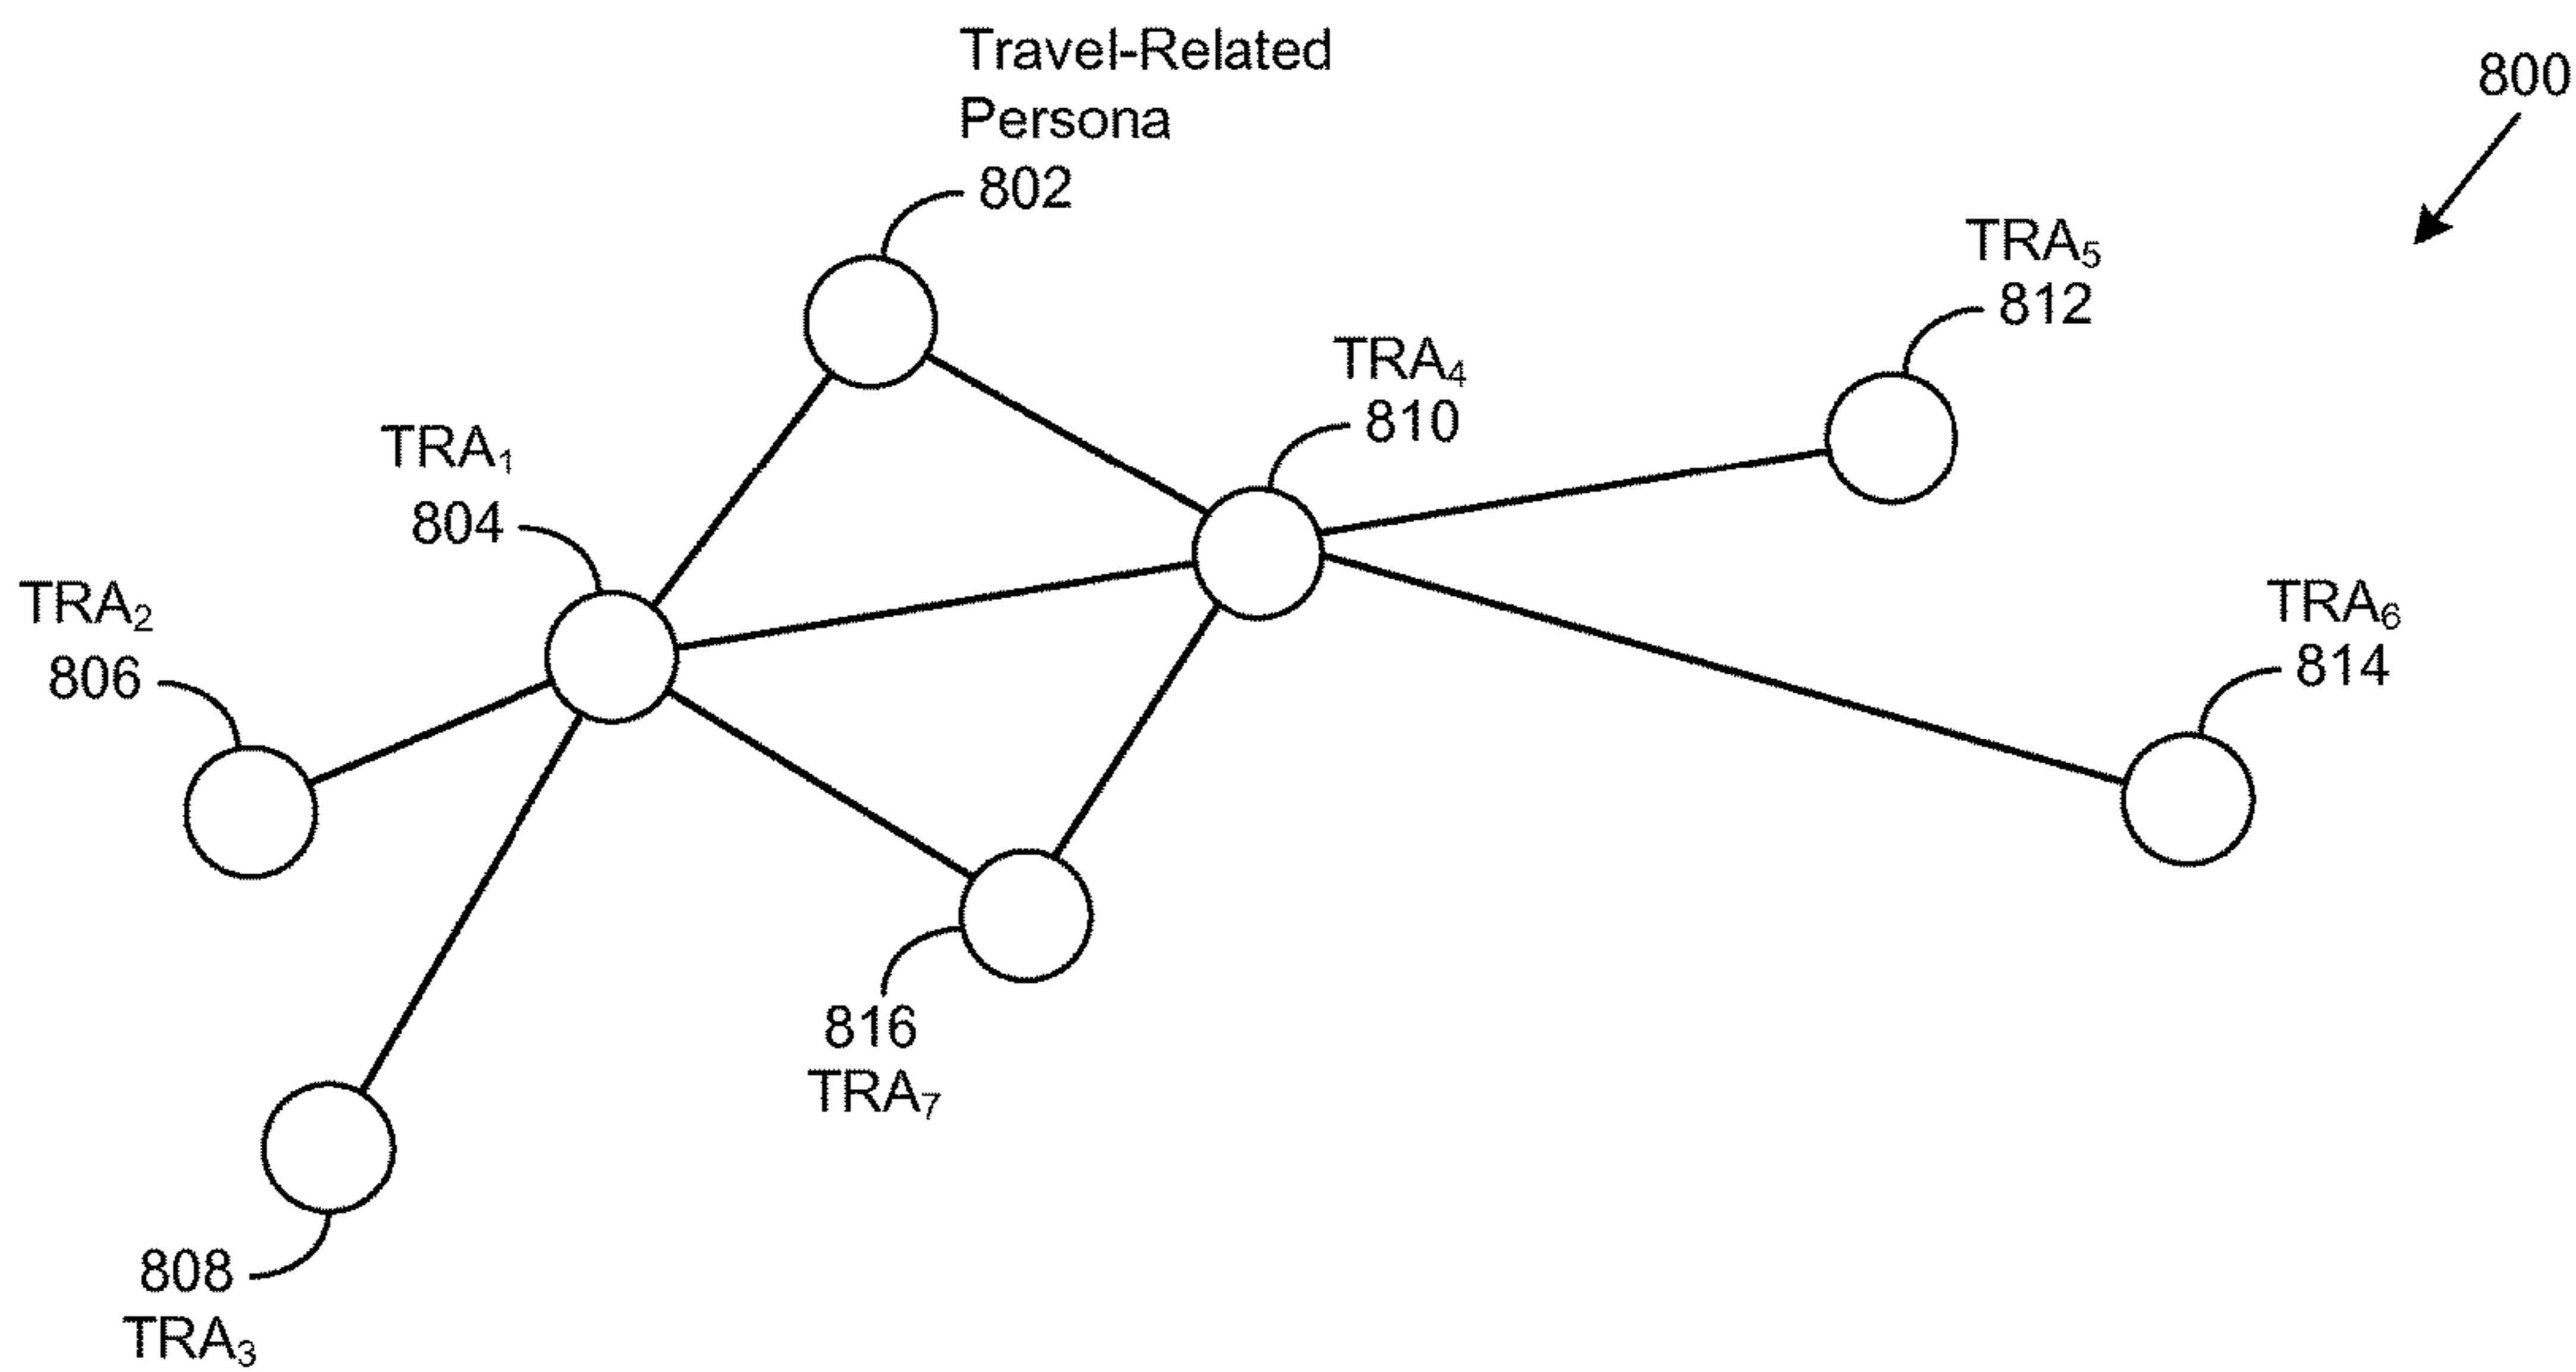 Travel-Related
Persona
802
800
TRA₅
812
TRA₄
810
TRA₁
804
TRA₂
806
TRA₆
814
816
TRA₇
808
TRA₃